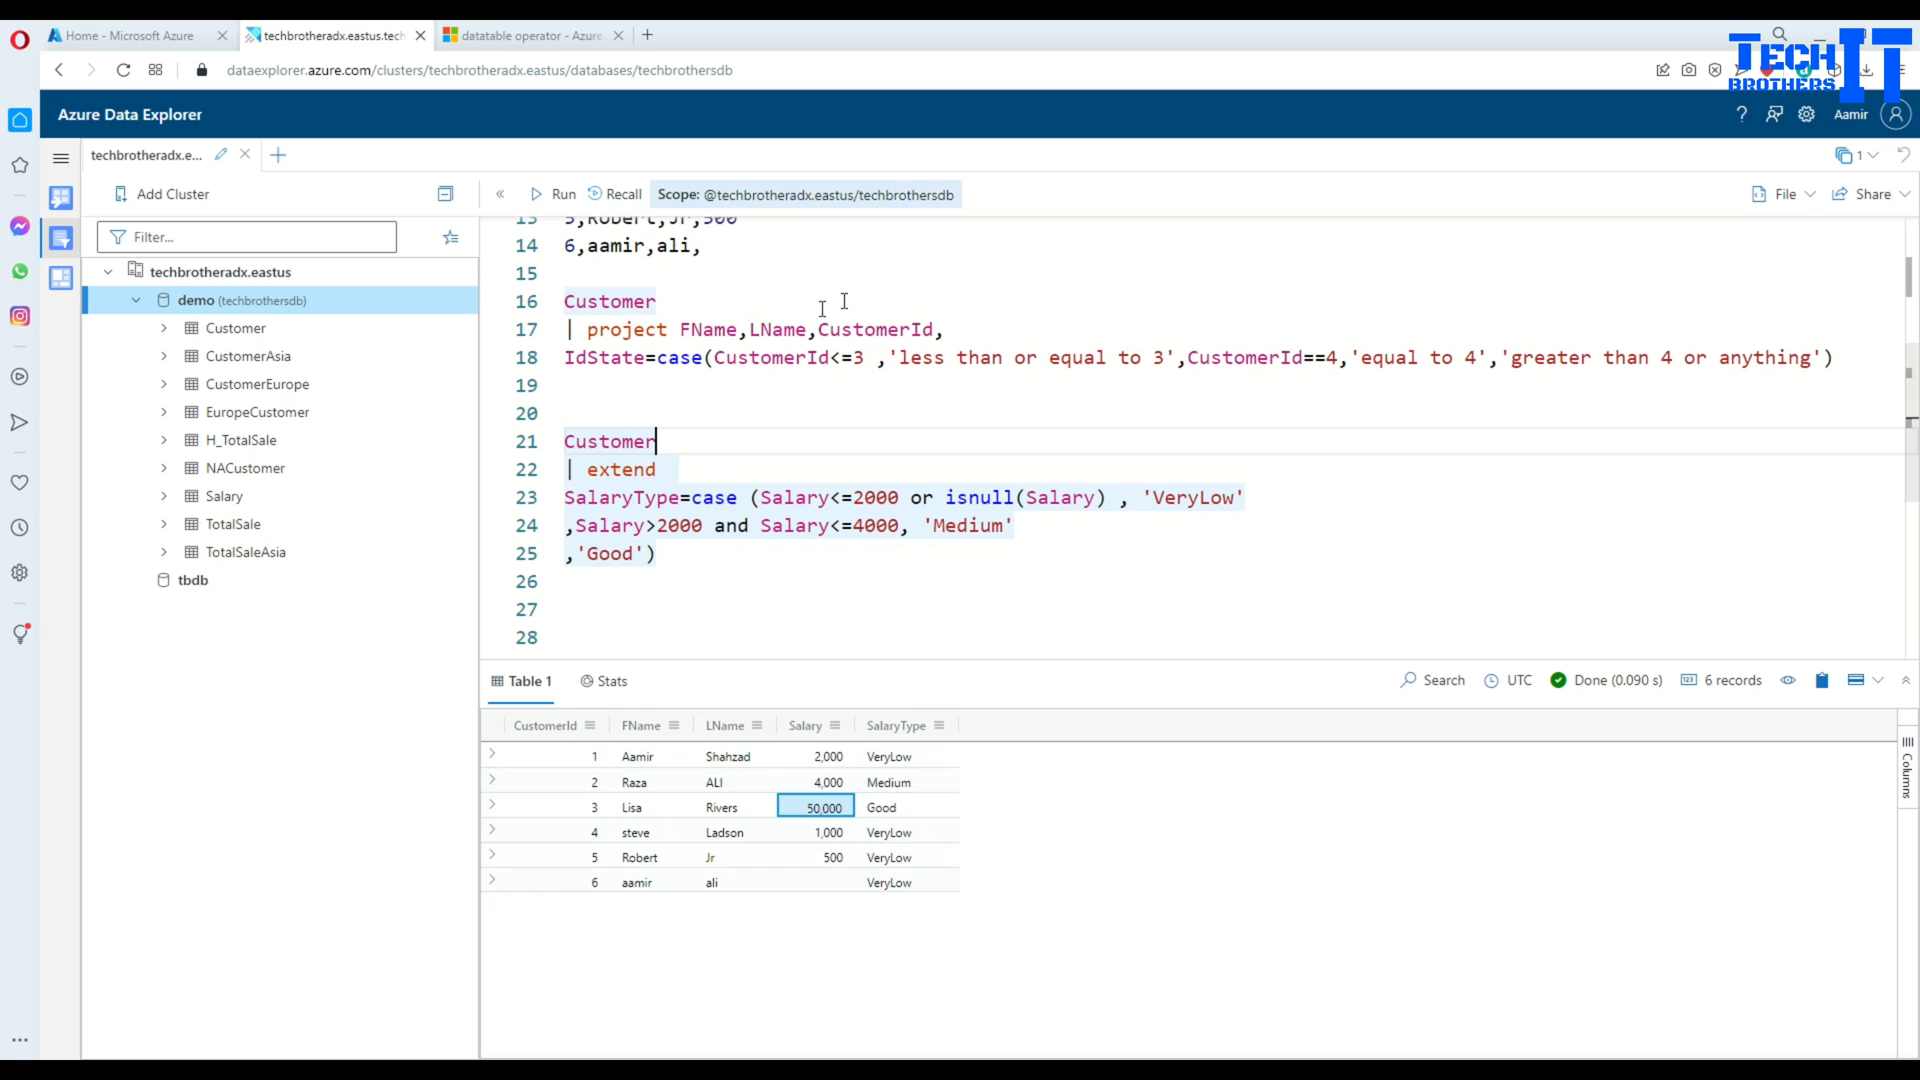 Home - Microsoft Azure
techbrotheradx.eastus.tech
datatable operator - Azure
TECH
BROTHERS
IT
dataexplorer.azure.com/clusters/techbrotheradx.eastus/databases/techbrothersdb
Azure Data Explorer
? Aamir
techbrotheradx.e...
1
Add Cluster
Run Recall Scope: @techbrotheradx.eastus/techbrothersdb
File Share
Filter...
techbrotheradx.eastus
demo (techbrothersdb)
Customer
CustomerAsia
CustomerEurope
EuropeCustomer
H_TotalSale
NACustomer
Salary
TotalSale
TotalSaleAsia
tbdb
13 5,Robert,Jr,500
14 6,aamir,ali,
15
16 Customer
17 | project FName,LName,CustomerId,
18 IdState=case(CustomerId<=3 ,'less than or equal to 3',CustomerId==4,'equal to 4','greater than 4 or anything')
19
20
21 Customer
22 | extend
23 SalaryType=case (Salary<=2000 or isnull(Salary) , 'VeryLow'
24 ,Salary>2000 and Salary<=4000, 'Medium'
25 ,'Good')
26
27
28
Table 1 Stats
Search UTC Done (0.090 s) 6 records
CustomerId FName LName Salary SalaryType
1 Aamir Shahzad 2,000 VeryLow
2 Raza ALI 4,000 Medium
3 Lisa Rivers 50,000 Good
4 steve Ladson 1,000 VeryLow
5 Robert Jr 500 VeryLow
6 aamir ali VeryLow
Columns